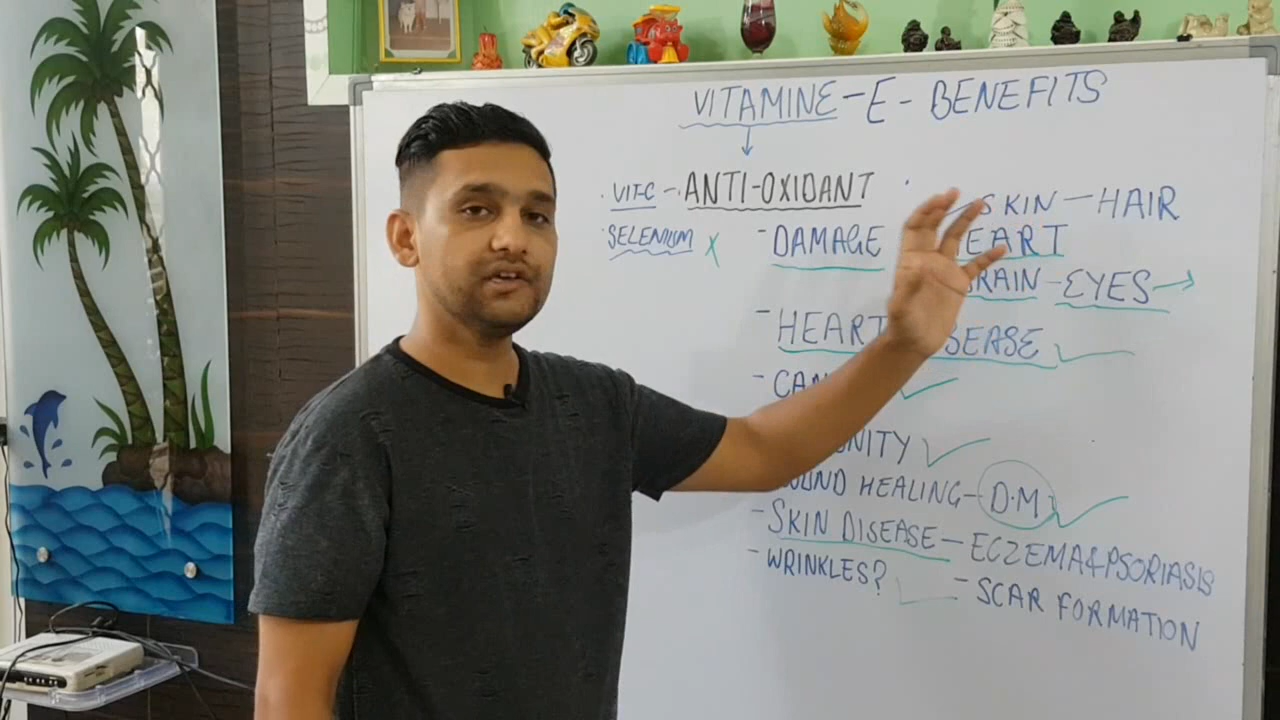 VITAMINE-E-BENEFITS
· VIT-C - · ANTI-OXIDANT ·
SKIN - HAIR
· SELENIUM x
- DAMAGE
EART
RAIN - EYES →
- HEART SEASE ✓
- CAN ✓
NITY ✓
UND HEALING - D.M ✓
- SKIN DISEASE - ECZEMA & PSORIASIS
- WRINKLES?
- SCAR FORMATION